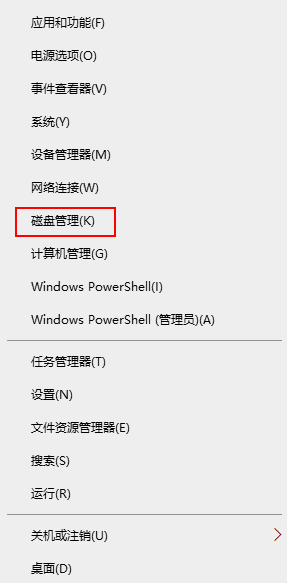 应用和功能(F)
电源选项(O)
事件查看器(V)
系统(Y)
设备管理器(M)
网络连接(W)
磁盘管理(K)
计算机管理(G)
Windows PowerShell(I)
Windows PowerShell (管理员)(A)
任务管理器(T)
设置(N)
文件资源管理器(E)
搜索(S)
运行(R)
关机或注销(U)
桌面(D)